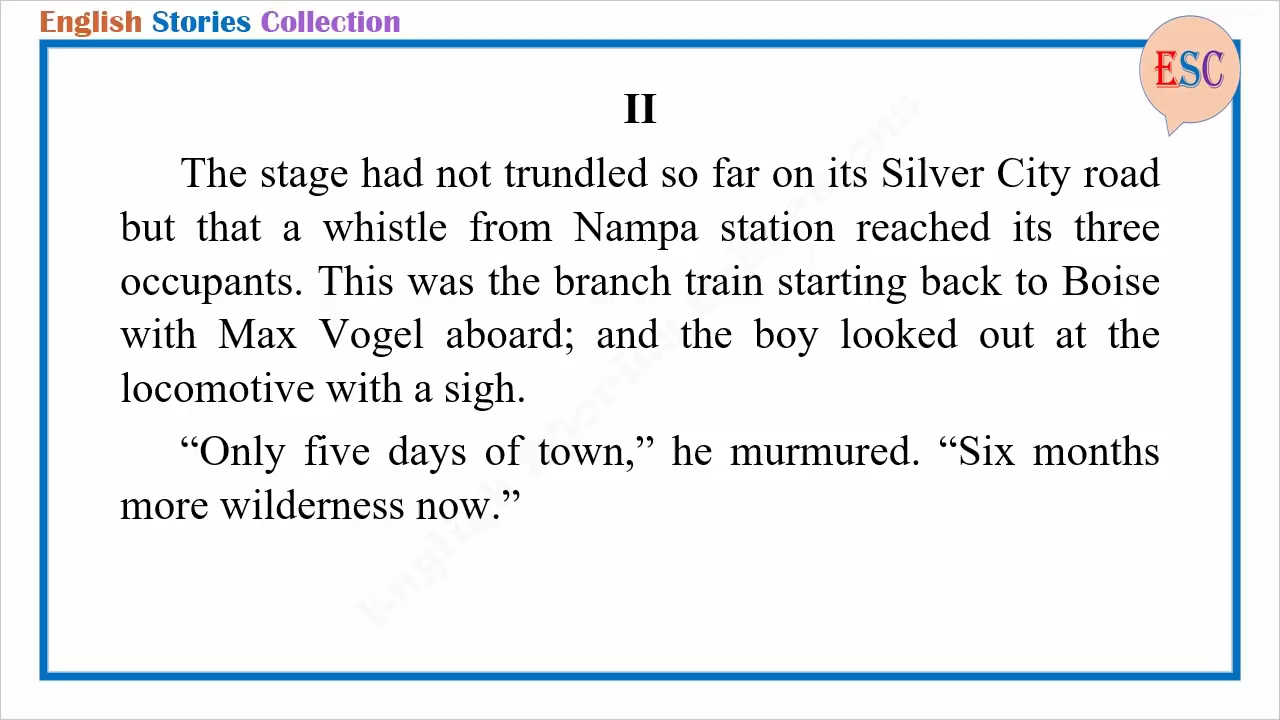 English Stories Collection
ESC
II
The stage had not trundled so far on its Silver City road
but that a whistle from Nampa station reached its three
occupants. This was the branch train starting back to Boise
with Max Vogel aboard; and the boy looked out at the
locomotive with a sigh.
“Only five days of town,” he murmured. “Six months
more wilderness now.”